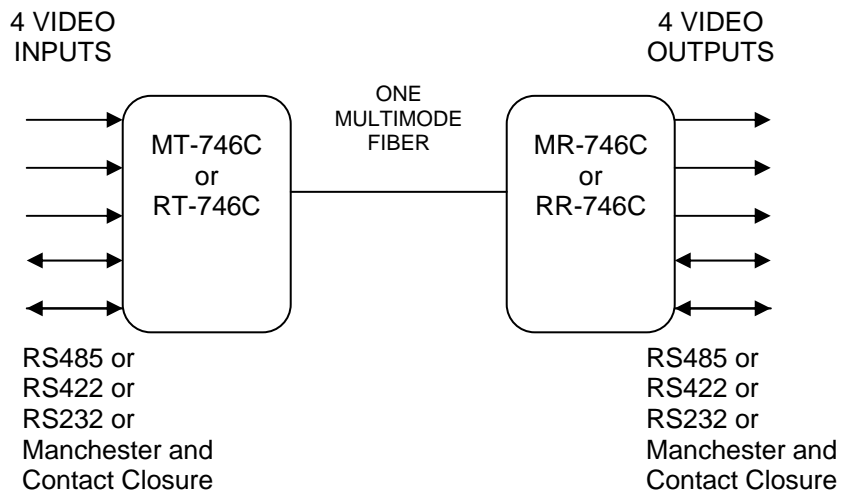 4 VIDEO
INPUTS
4 VIDEO
OUTPUTS
ONE
MULTIMODE
FIBER
MT-746C
or
RT-746C
MR-746C
or
RR-746C
RS485 or
RS422 or
RS232 or
Manchester and
Contact Closure
RS485 or
RS422 or
RS232 or
Manchester and
Contact Closure